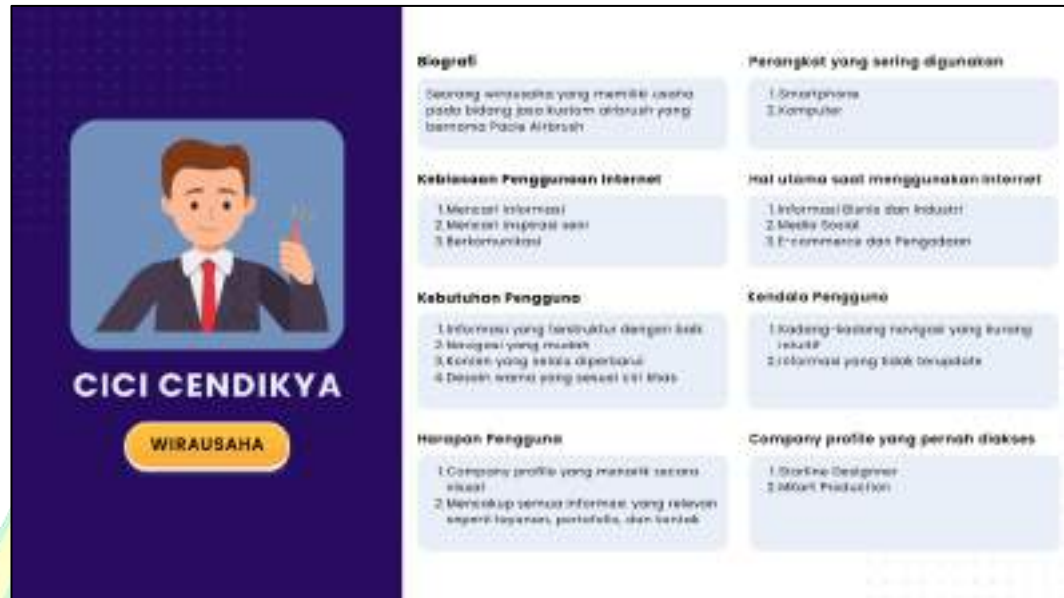 CICI CENDIKYA
WIRAUSAHA
Biografi
Seorang wirausaha yang memiliki usaha
pada bidang jasa kustom airbrush yang
bernama Pacle Airbrush
Kebiasaan Penggunaan Internet
1. Mencari informasi
2. Mencari inspirasi seni
3. Berkomunikasi
Kebutuhan Pengguna
1. Informasi yang terstruktur dengan baik
2. Navigasi yang mudah
3. Konten yang selalu diperbarui
4. Desain warna yang sesuai ciri khas
Harapan Pengguna
1. Company profile yang menarik secara
visual
2. Mencakup semua informasi yang relevan
seperti layanan, portofolio, dan kontak
Perangkat yang sering digunakan
1. Smartphone
2. Komputer
Hal utama saat menggunakan internet
1. Informasi Bisnis dan Industri
2. Media Sosial
3. E-commerce dan Pengadaan
Kendala Pengguna
1. Kadang-kadang navigasi yang kurang
intuitif
2. Informasi yang tidak terupdate
Company profile yang pernah diakses
1. Starline Designner
2. Mitart Production